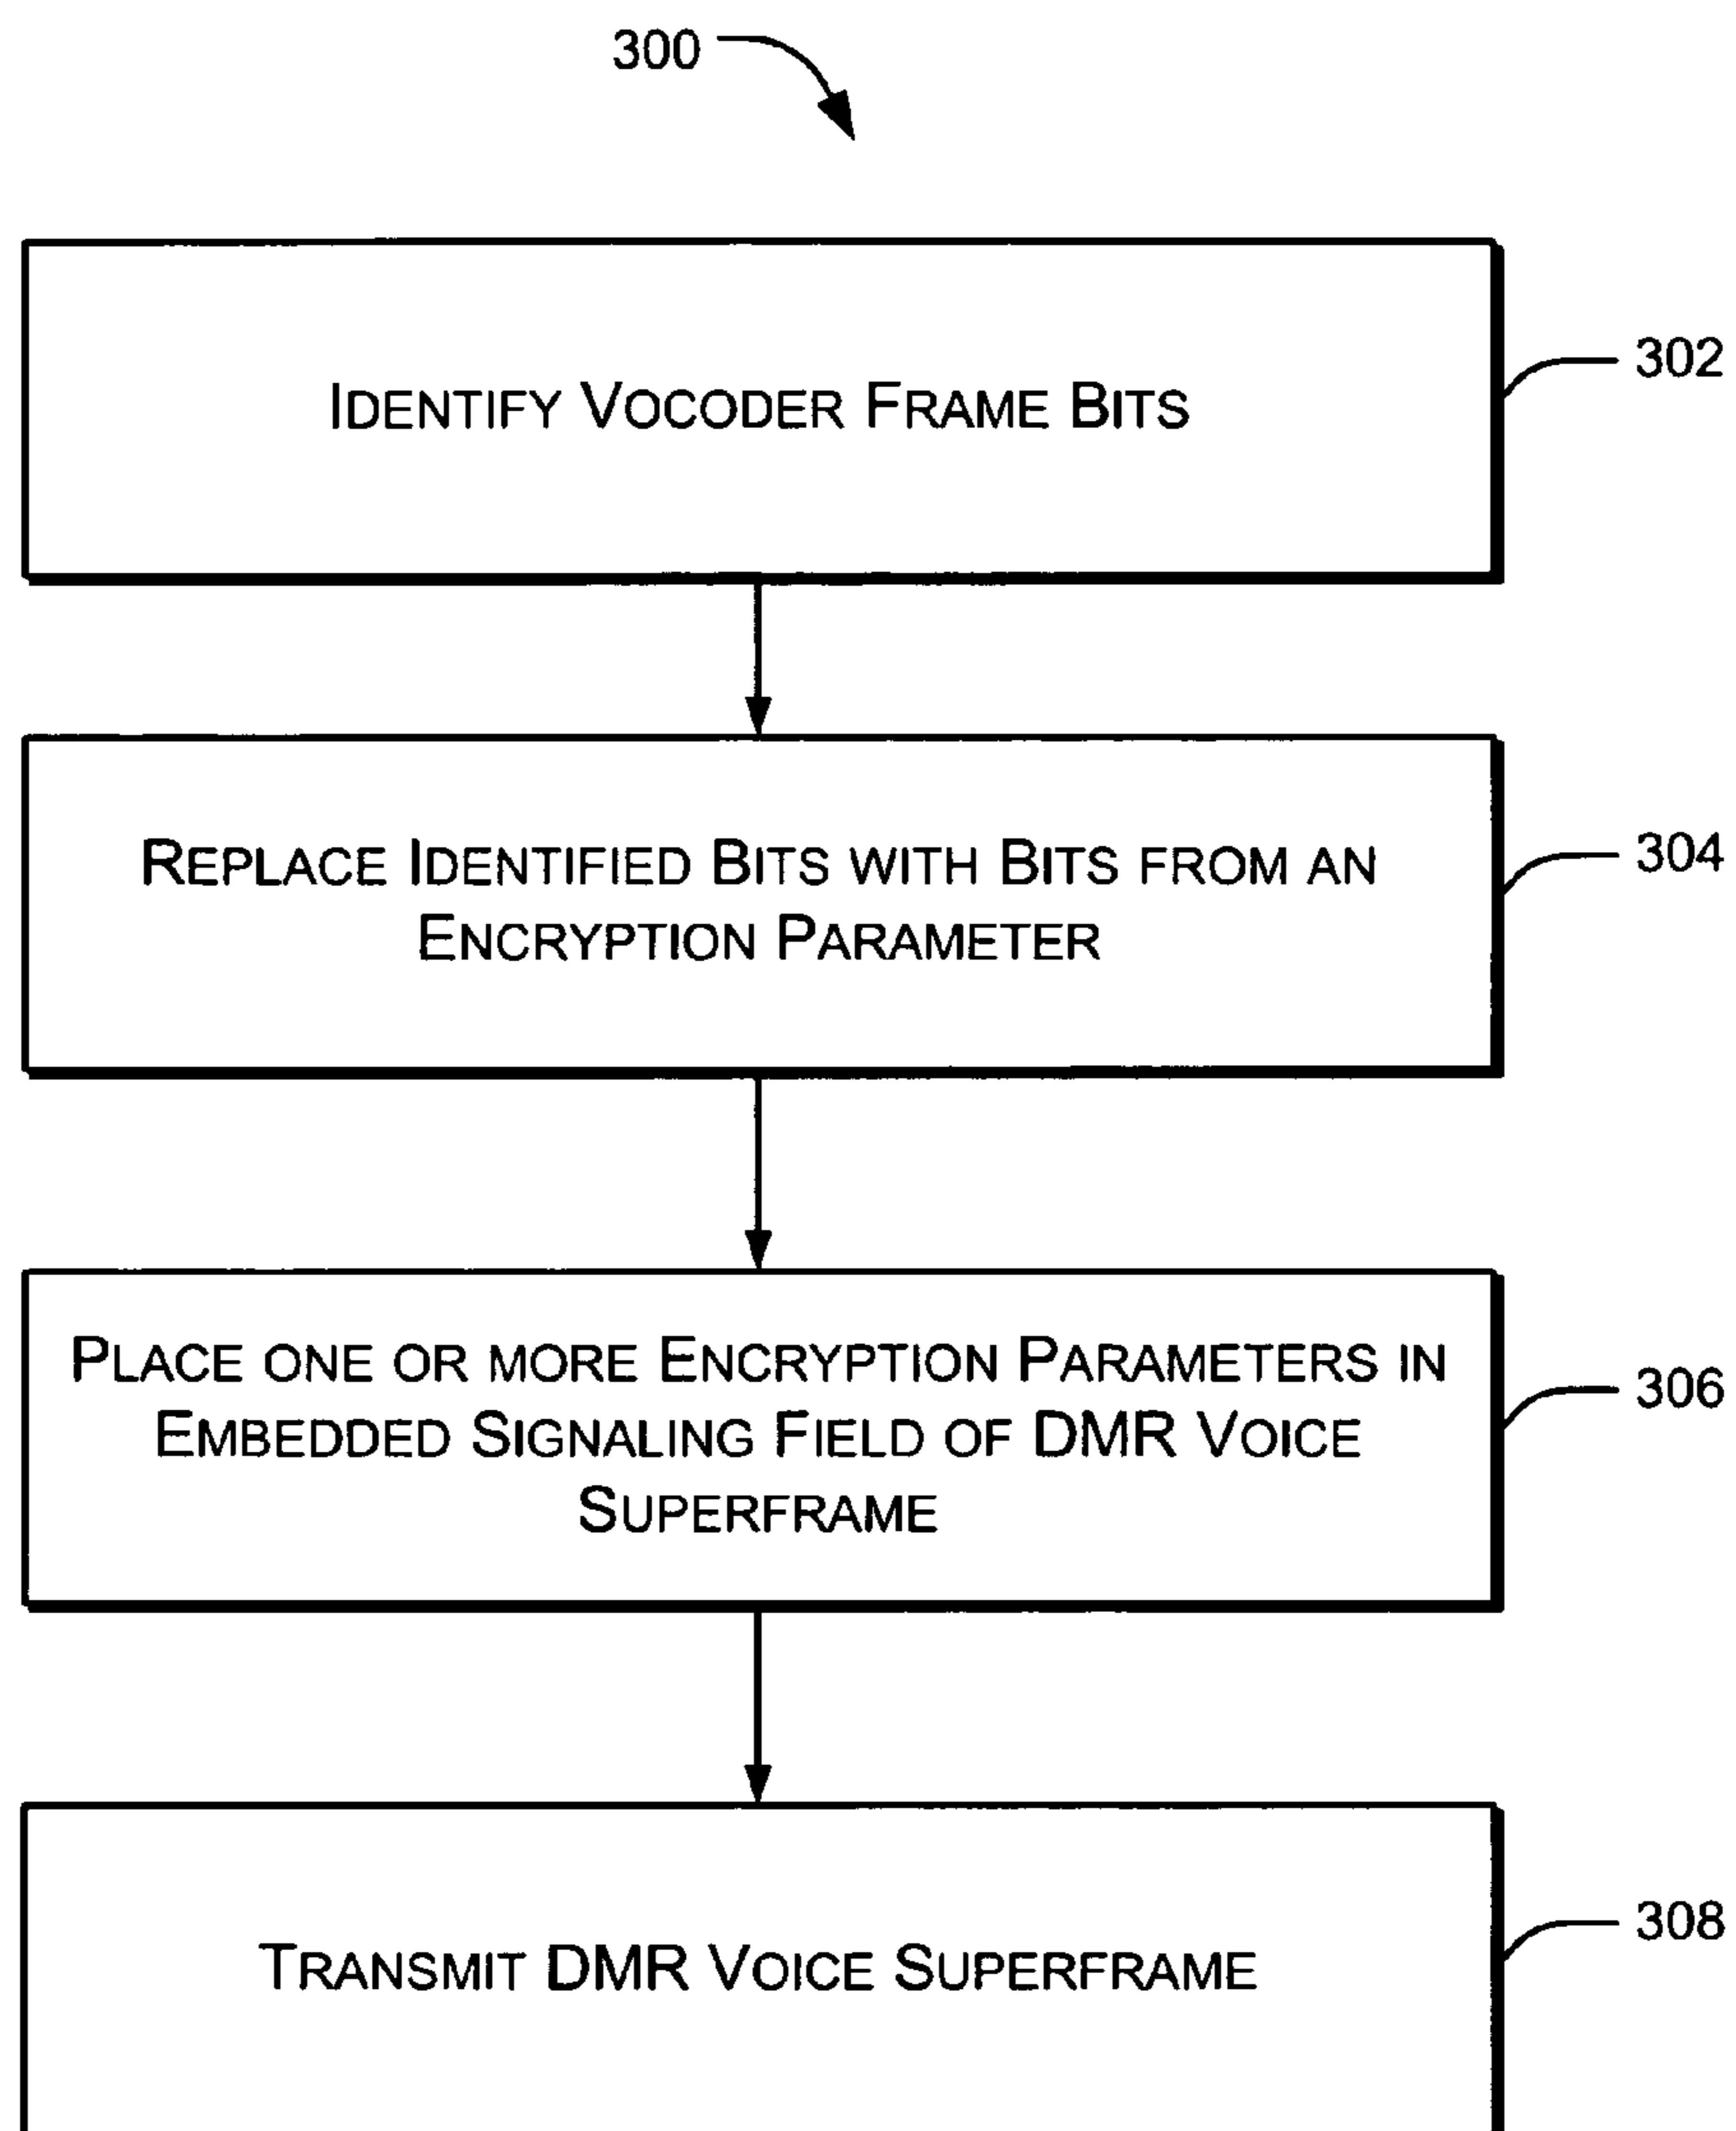 300
IDENTIFY VOCODER FRAME BITS
302
REPLACE IDENTIFIED BITS WITH BITS FROM AN
ENCRYPTION PARAMETER
304
PLACE ONE OR MORE ENCRYPTION PARAMETERS IN
EMBEDDED SIGNALING FIELD OF DMR VOICE
SUPERFRAME
306
TRANSMIT DMR VOICE SUPERFRAME
308